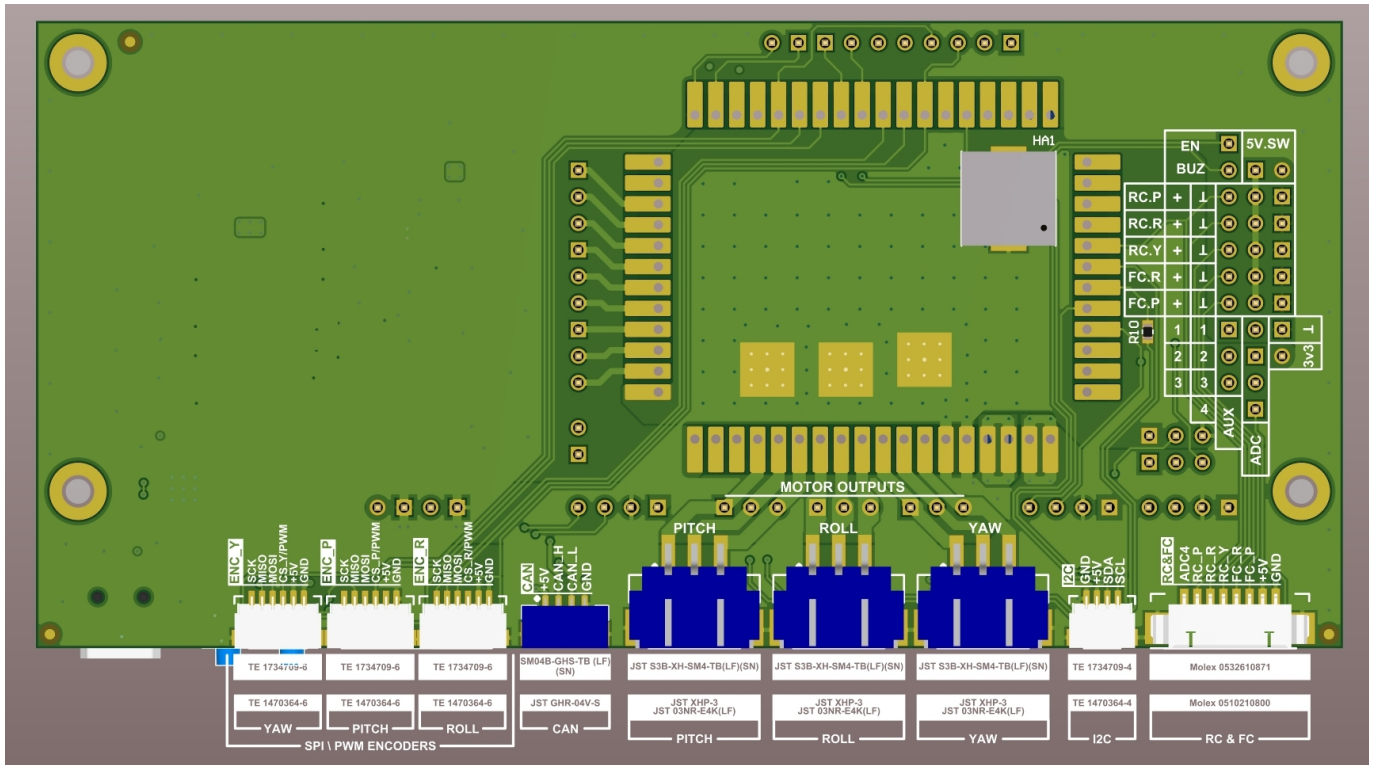 HA1
EN
5V.SW
BUZ
RC.P + ⊥
RC.R + ⊥
RC.Y + ⊥
FC.R + ⊥
FC.P + ⊥
R10
1 1
2 2
3 3
4
⊥
3v3
AUX
ADC
MOTOR OUTPUTS
PITCH
ROLL
YAW
ENC_Y
SCK
MISO
MOSI
CS_Y/PWM
+5V
GND
ENC_P
SCK
MISO
MOSI
CS_P/PWM
+5V
GND
ENC_R
SCK
MISO
MOSI
CS_R/PWM
+5V
GND
CAN
+5V
CAN_H
CAN_L
GND
I2C
GND
+5V
SDA
SCL
RC&FC
ADC4
RC_P
RC_R
RC_Y
FC_R
FC_P
+5V
GND
TE 1734709-6
TE 1734709-6
TE 1734709-6
SM04B-GHS-TB (LF)
(SN)
JST S3B-XH-SM4-TB(LF)(SN)
JST S3B-XH-SM4-TB(LF)(SN)
JST S3B-XH-SM4-TB(LF)(SN)
TE 1734709-4
Molex 0532610871
TE 1470364-6
TE 1470364-6
TE 1470364-6
JST GHR-04V-S
JST XHP-3
JST 03NR-E4K(LF)
JST XHP-3
JST 03NR-E4K(LF)
JST XHP-3
JST 03NR-E4K(LF)
TE 1470364-4
Molex 0510210800
YAW
PITCH
ROLL
CAN
PITCH
ROLL
YAW
I2C
RC & FC
SPI \ PWM ENCODERS